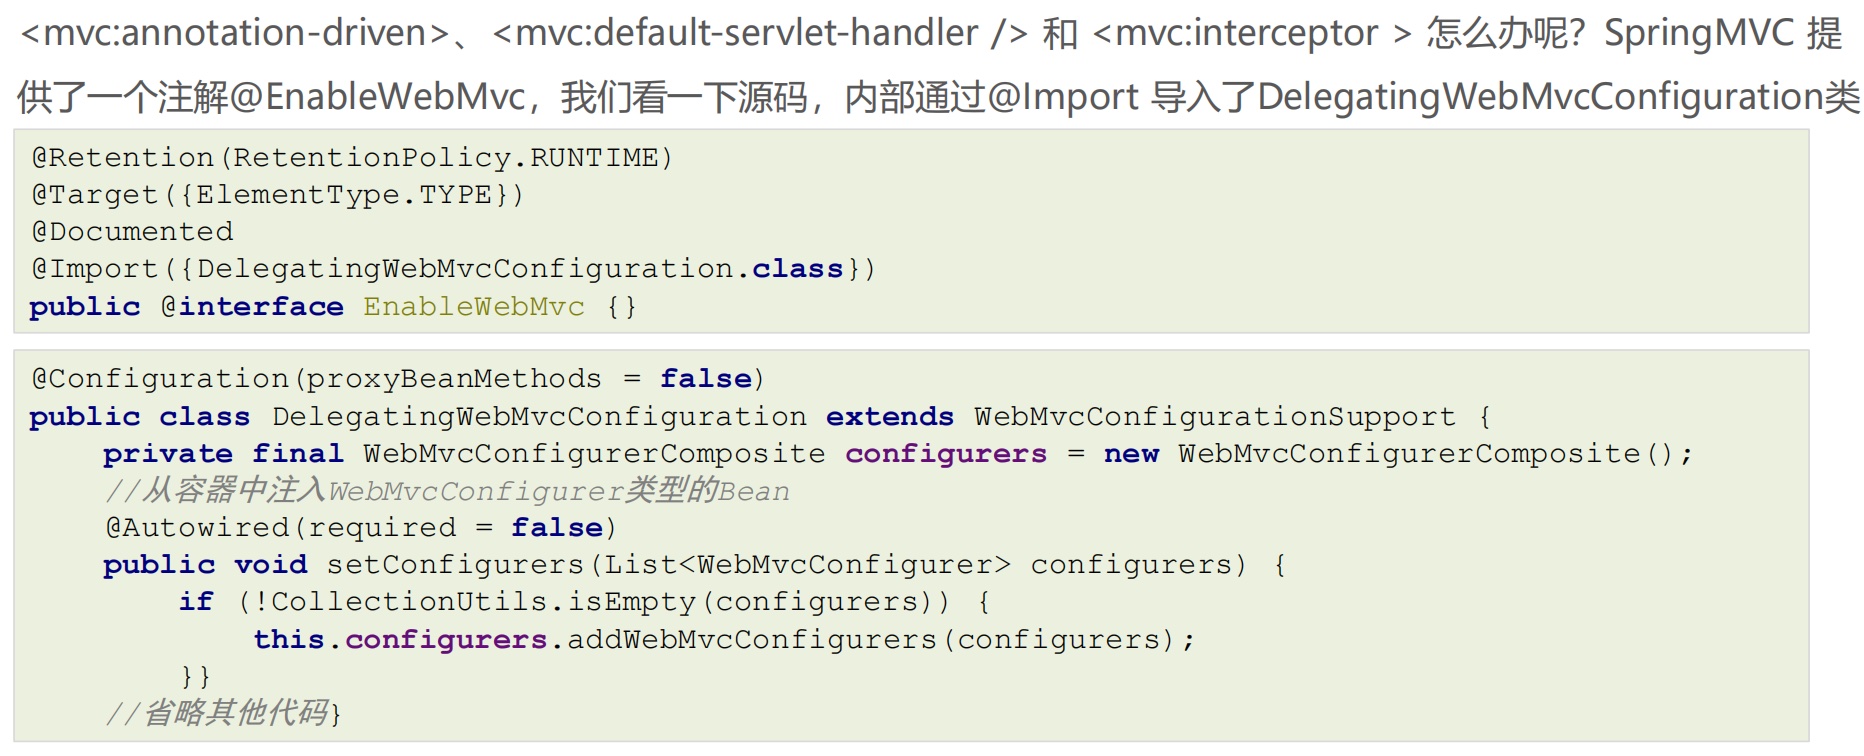 <mvc:annotation-driven>、<mvc:default-servlet-handler /> 和 <mvc:interceptor > 怎么办呢？SpringMVC 提
供了一个注解@EnableWebMvc，我们看一下源码，内部通过@Import 导入了DelegatingWebMvcConfiguration类
@Retention(RetentionPolicy.RUNTIME)
@Target({ElementType.TYPE})
@Documented
@Import({DelegatingWebMvcConfiguration.class})
public @interface EnableWebMvc {}
@Configuration(proxyBeanMethods = false)
public class DelegatingWebMvcConfiguration extends WebMvcConfigurationSupport {
    private final WebMvcConfigurerComposite configurers = new WebMvcConfigurerComposite();
    //从容器中注入WebMvcConfigurer类型的Bean
    @Autowired(required = false)
    public void setConfigurers(List<WebMvcConfigurer> configurers) {
        if (!CollectionUtils.isEmpty(configurers)) {
            this.configurers.addWebMvcConfigurers(configurers);
        }}
    //省略其他代码}